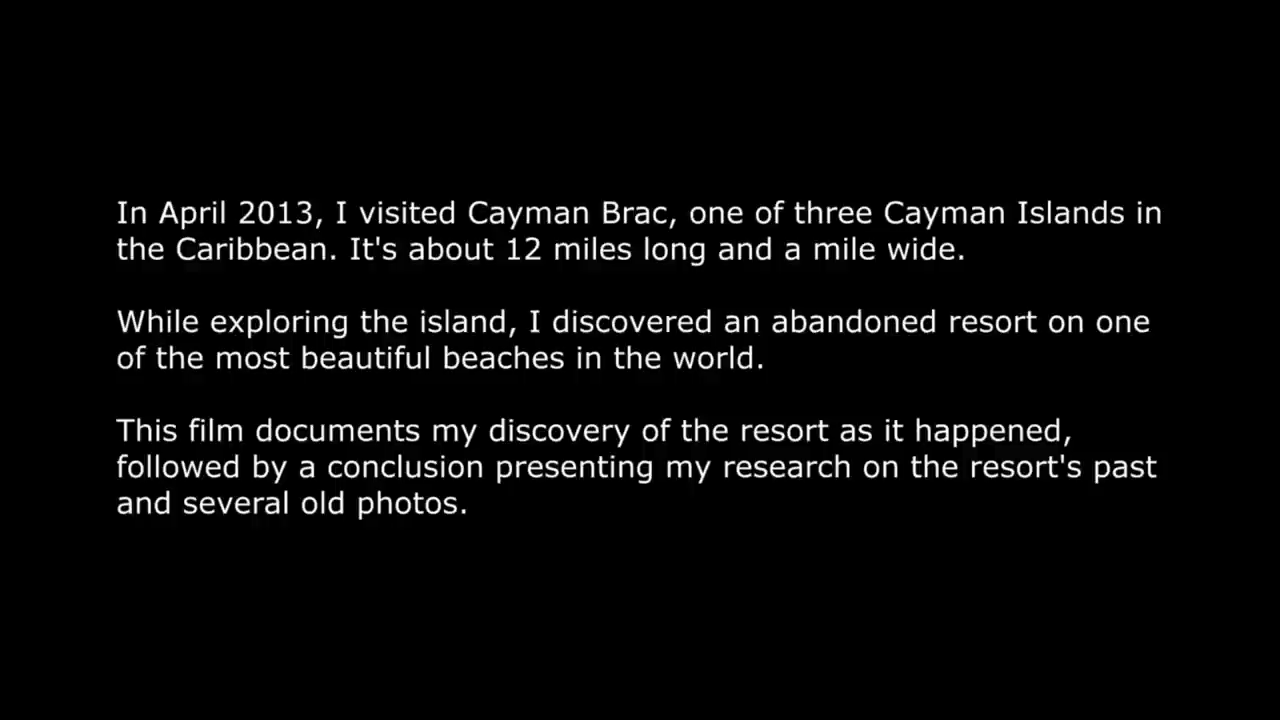 In April 2013, I visited Cayman Brac, one of three Cayman Islands in
the Caribbean. It's about 12 miles long and a mile wide.
While exploring the island, I discovered an abandoned resort on one
of the most beautiful beaches in the world.
This film documents my discovery of the resort as it happened,
followed by a conclusion presenting my research on the resort's past
and several old photos.